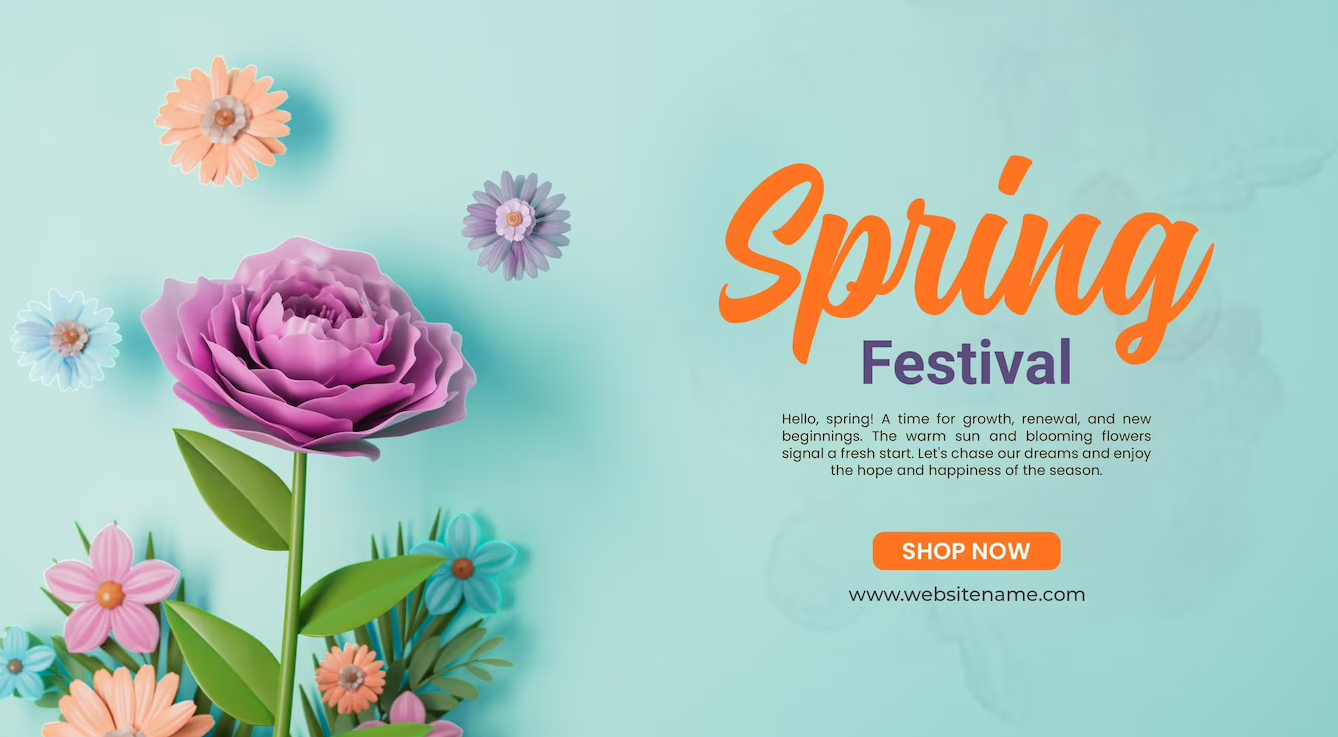 Spring
Festival
Hello, spring! A time for growth, renewal, and new
beginnings. The warm sun and blooming flowers
signal a fresh start. Let's chase our dreams and enjoy
the hope and happiness of the season.
SHOP NOW
www.websitename.com